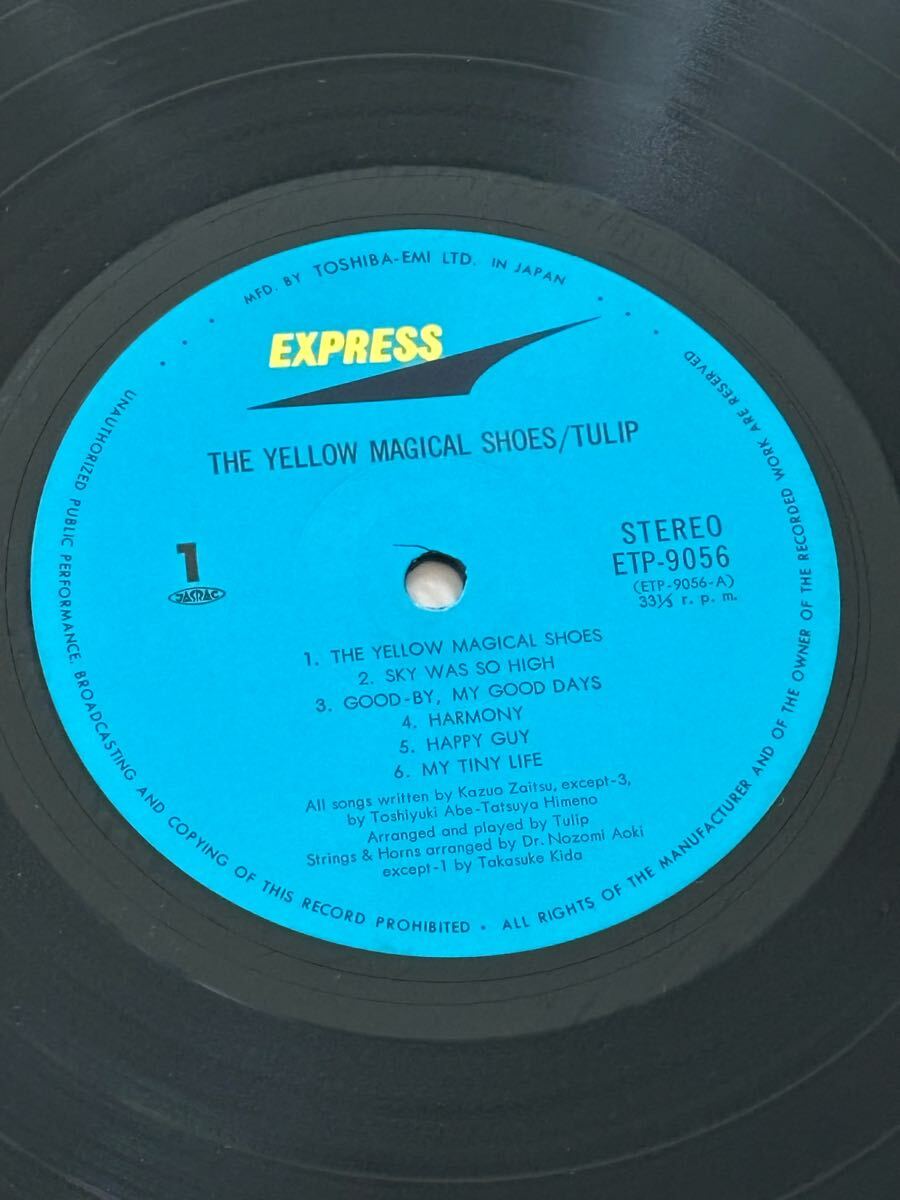 MFD. BY TOSHIBA-EMI LTD. IN JAPAN
EXPRESS
THE YELLOW MAGICAL SHOES/TULIP
1
JASRAC
STEREO
ETP-9056
(ETP-9056-A)
33⅓ r. p. m.
1. THE YELLOW MAGICAL SHOES
2. SKY WAS SO HIGH
3. GOOD-BY, MY GOOD DAYS
4. HARMONY
5. HAPPY GUY
6. MY TINY LIFE
All songs written by Kazuo Zaitsu, except-3,
by Toshiyuki Abe-Tatsuya Himeno
Arranged and played by Tulip
Strings & Horns arranged by Dr. Nozomi Aoki
except-1 by Takasuke Kida
UNAUTHORIZED PUBLIC PERFORMANCE, BROADCASTING AND COPYING OF THIS RECORD PROHIBITED • ALL RIGHTS OF THE MANUFACTURER AND OF THE OWNER OF THE RECORDED WORK ARE RESERVED